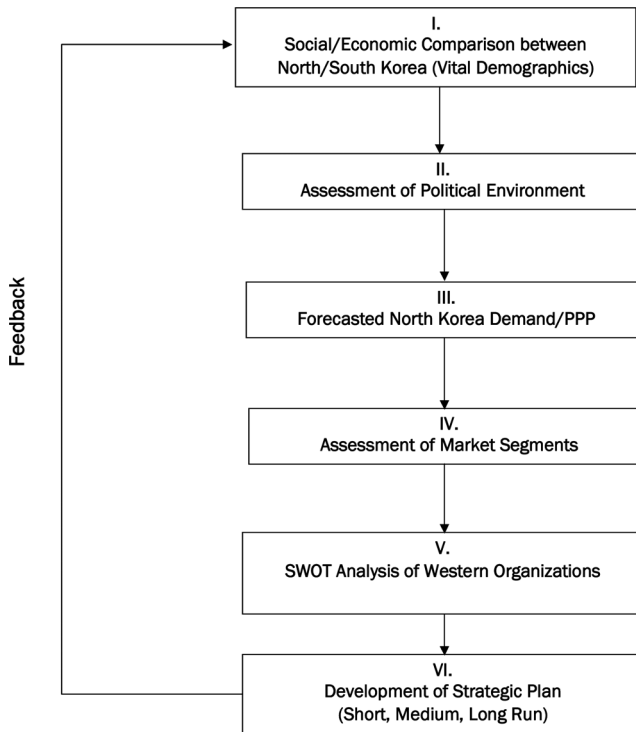 I.
Social/Economic Comparison between
North/South Korea (Vital Demographics)
II.
Assessment of Political Environment
III.
Forecasted North Korea Demand/PPP
IV.
Assessment of Market Segments
V.
SWOT Analysis of Western Organizations
VI.
Development of Strategic Plan
(Short, Medium, Long Run)
Feedback